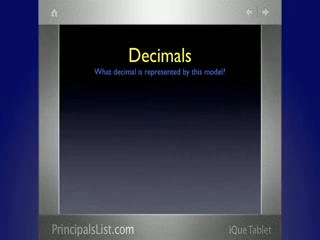 Decimals
What decimal is represented by this model?
PrincipalsList.com
iQue Tablet